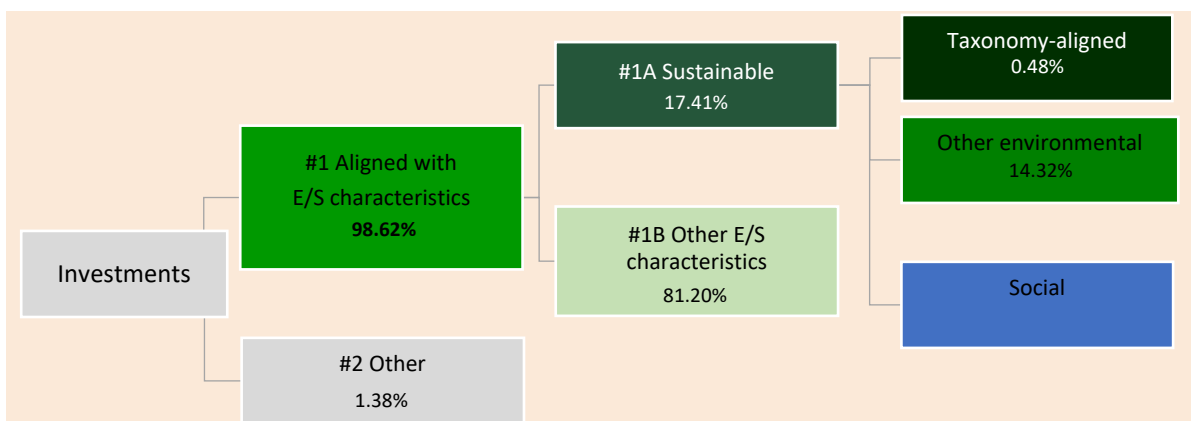 Investments
#1 Aligned with
E/S characteristics
98.62%
#2 Other
1.38%
#1A Sustainable
17.41%
#1B Other E/S
characteristics
81.20%
Taxonomy-aligned
0.48%
Other environmental
14.32%
Social